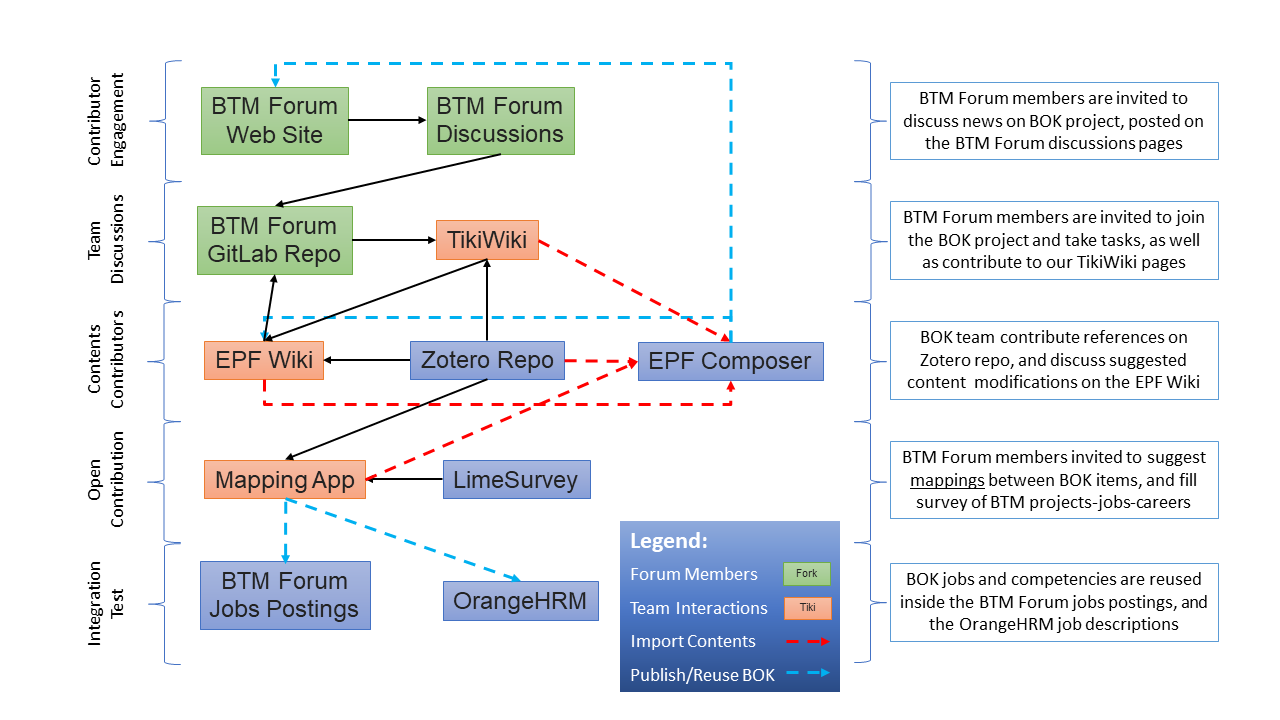 Contributor
Engagement
BTM Forum
Web Site
BTM Forum
Discussions
BTM Forum members are invited to
discuss news on BOK project, posted on
the BTM Forum discussions pages
Team
Discussions
BTM Forum
GitLab Repo
TikiWiki
BTM Forum members are invited to join
the BOK project and take tasks, as well
as contribute to our TikiWiki pages
Contents
Contributors
EPF Wiki
Zotero Repo
EPF Composer
BOK team contribute references on
Zotero repo, and discuss suggested
content modifications on the EPF Wiki
Open
Contribution
Mapping App
LimeSurvey
BTM Forum members invited to suggest
mappings between BOK items, and fill
survey of BTM projects-jobs-careers
Integration
Test
BTM Forum
Jobs Postings
OrangeHRM
BOK jobs and competencies are reused
inside the BTM Forum jobs postings, and
the OrangeHRM job descriptions
Legend:
Forum Members
Fork
Team Interactions
Tiki
Import Contents
Publish/Reuse BOK